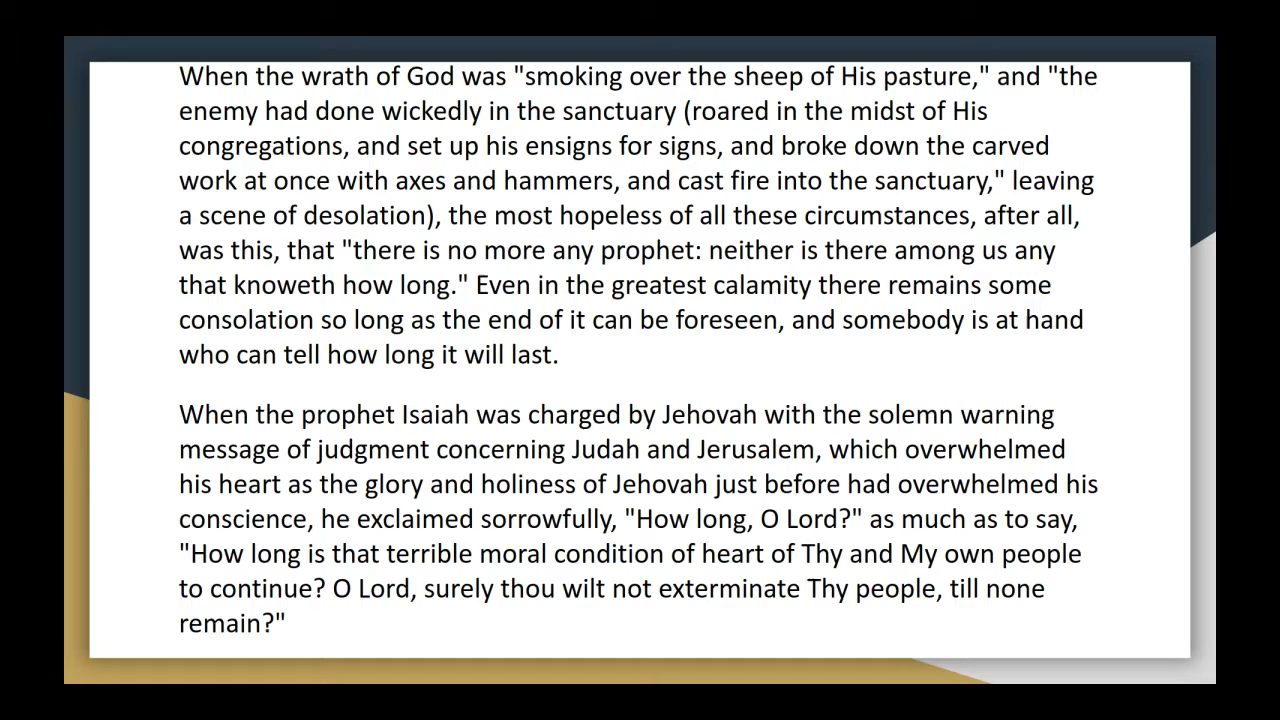 When the wrath of God was "smoking over the sheep of His pasture," and "the
enemy had done wickedly in the sanctuary (roared in the midst of His
congregations, and set up his ensigns for signs, and broke down the carved
work at once with axes and hammers, and cast fire into the sanctuary," leaving
a scene of desolation), the most hopeless of all these circumstances, after all,
was this, that "there is no more any prophet: neither is there among us any
that knoweth how long." Even in the greatest calamity there remains some
consolation so long as the end of it can be foreseen, and somebody is at hand
who can tell how long it will last.
When the prophet Isaiah was charged by Jehovah with the solemn warning
message of judgment concerning Judah and Jerusalem, which overwhelmed
his heart as the glory and holiness of Jehovah just before had overwhelmed his
conscience, he exclaimed sorrowfully, "How long, O Lord?" as much as to say,
"How long is that terrible moral condition of heart of Thy and My own people
to continue? O Lord, surely thou wilt not exterminate Thy people, till none
remain?"